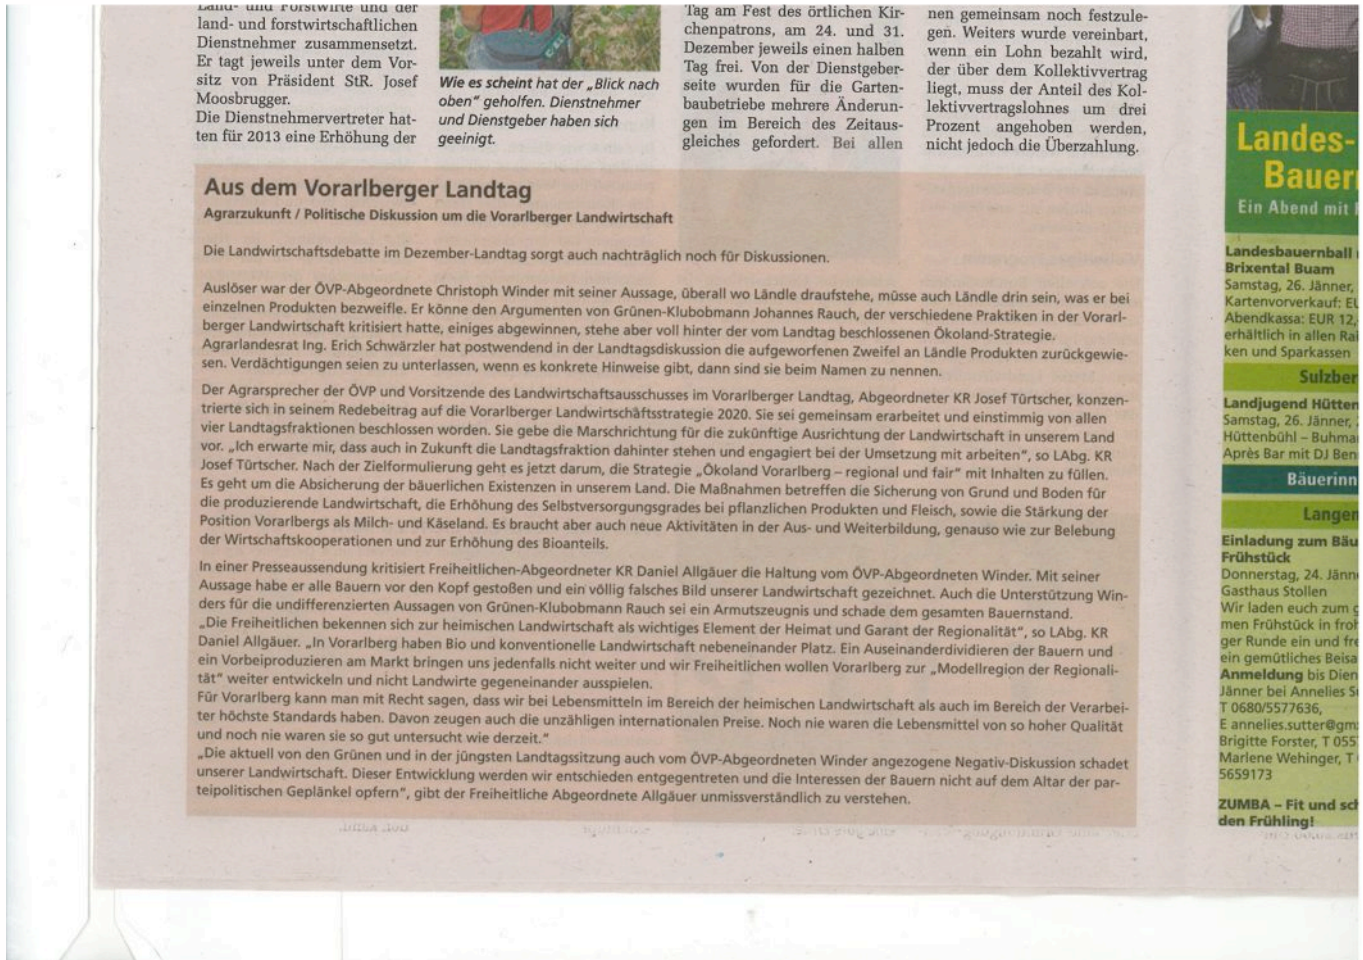 land- und forstwirtschaftlichen
Dienstnehmer zusammensetzt.
Er tagt jeweils unter dem Vor-
sitz von Präsident StR. Josef
Moosbrugger.
Die Dienstnehmervertreter hat-
ten für 2013 eine Erhöhung der
Wie es scheint hat der „Blick nach
oben“ geholfen. Dienstnehmer
und Dienstgeber haben sich
geeinigt.
Tag am Fest des örtlichen Kir-
chenpatrons, am 24. und 31.
Dezember jeweils einen halben
Tag frei. Von der Dienstgeber-
seite wurden für die Garten-
baubetriebe mehrere Änderun-
gen im Bereich des Zeitaus-
gleiches gefordert. Bei allen
nen gemeinsam noch festzule-
gen. Weiters wurde vereinbart,
wenn ein Lohn bezahlt wird,
der über dem Kollektivvertrag
liegt, muss der Anteil des Kol-
lektivvertragslohnes um drei
Prozent angehoben werden,
nicht jedoch die Überzahlung.
Aus dem Vorarlberger Landtag
Agrarzukunft / Politische Diskussion um die Vorarlberger Landwirtschaft
Die Landwirtschaftsdebatte im Dezember-Landtag sorgt auch nachträglich noch für Diskussionen.
Auslöser war der ÖVP-Abgeordnete Christoph Winder mit seiner Aussage, überall wo Ländle draufstehe, müsse auch Ländle drin sein, was er bei
einzelnen Produkten bezweifle. Er könne den Argumenten von Grünen-Klubobmann Johannes Rauch, der verschiedene Praktiken in der Vorarl-
berger Landwirtschaft kritisiert hatte, einiges abgewinnen, stehe aber voll hinter der vom Landtag beschlossenen Ökoland-Strategie.
Agrarlandesrat Ing. Erich Schwärzler hat postwendend in der Landtagsdiskussion die aufgeworfenen Zweifel an Ländle Produkten zurückgewie-
sen. Verdächtigungen seien zu unterlassen, wenn es konkrete Hinweise gibt, dann sind sie beim Namen zu nennen.
Der Agrarsprecher der ÖVP und Vorsitzende des Landwirtschaftsausschusses im Vorarlberger Landtag, Abgeordneter KR Josef Türtscher, konzen-
trierte sich in seinem Redebeitrag auf die Vorarlberger Landwirtschaftsstrategie 2020. Sie sei gemeinsam erarbeitet und einstimmig von allen
vier Landtagsfraktionen beschlossen worden. Sie gebe die Marschrichtung für die zukünftige Ausrichtung der Landwirtschaft in unserem Land
vor. „Ich erwarte mir, dass auch in Zukunft die Landtagsfraktion dahinter stehen und engagiert bei der Umsetzung mit arbeiten“, so LAbg. KR
Josef Türtscher. Nach der Zielformulierung geht es jetzt darum, die Strategie „Ökoland Vorarlberg – regional und fair“ mit Inhalten zu füllen.
Es geht um die Absicherung der bäuerlichen Existenzen in unserem Land. Die Maßnahmen betreffen die Sicherung von Grund und Boden für
die produzierende Landwirtschaft, die Erhöhung des Selbstversorgungsgrades bei pflanzlichen Produkten und Fleisch, sowie die Stärkung der
Position Vorarlbergs als Milch- und Käseland. Es braucht aber auch neue Aktivitäten in der Aus- und Weiterbildung, genauso wie zur Belebung
der Wirtschaftskooperationen und zur Erhöhung des Bioanteils.
In einer Presseaussendung kritisiert Freiheitlichen-Abgeordneter KR Daniel Allgäuer die Haltung vom ÖVP-Abgeordneten Winder. Mit seiner
Aussage habe er alle Bauern vor den Kopf gestoßen und ein völlig falsches Bild unserer Landwirtschaft gezeichnet. Auch die Unterstützung Win-
ders für die undifferenzierten Aussagen von Grünen-Klubobmann Rauch sei ein Armutszeugnis und schade dem gesamten Bauernstand.
„Die Freiheitlichen bekennen sich zur heimischen Landwirtschaft als wichtiges Element der Heimat und Garant der Regionalität“, so LAbg. KR
Daniel Allgäuer. „In Vorarlberg haben Bio und konventionelle Landwirtschaft nebeneinander Platz. Ein Auseinanderdividieren der Bauern und
ein Vorbeiproduzieren am Markt bringen uns jedenfalls nicht weiter und wir Freiheitlichen wollen Vorarlberg zur „Modellregion der Regionali-
tät“ weiter entwickeln und nicht Landwirte gegeneinander ausspielen.
Für Vorarlberg kann man mit Recht sagen, dass wir bei Lebensmitteln im Bereich der heimischen Landwirtschaft als auch im Bereich der Verarbei-
ter höchste Standards haben. Davon zeugen auch die unzähligen internationalen Preise. Noch nie waren die Lebensmittel von so hoher Qualität
und noch nie waren sie so gut untersucht wie derzeit.“
„Die aktuell von den Grünen und in der jüngsten Landtagssitzung auch vom ÖVP-Abgeordneten Winder angezogene Negativ-Diskussion schadet
unserer Landwirtschaft. Dieser Entwicklung werden wir entschieden entgegentreten und die Interessen der Bauern nicht auf dem Altar der par-
teipolitischen Geplänkel opfern“, gibt der Freiheitliche Abgeordnete Allgäuer unmissverständlich zu verstehen.
Landes-
Bauer
Ein Abend mit
Landesbauernball
Brixental Buam
Samstag, 26. Jänner,
Kartenvorverkauf: EU
Abendkassa: EUR 12,
erhältlich in allen Rai
ken und Sparkassen
Sulzber
Landjugend Hütten
Samstag, 26. Jänner,
Hüttenbühl – Buhma
Après Bar mit DJ Ben
Bäuerinn
Langen
Einladung zum Bäu
Frühstück
Donnerstag, 24. Jänn
Gasthaus Stollen
Wir laden euch zum g
men Frühstück in froh
ger Runde ein und fre
ein gemütliches Beisa
Anmeldung bis Dien
Jänner bei Annelies S
T 0680/5577636,
E annelies.sutter@gm
Brigitte Forster, T 055
Marlene Wehinger, T
5659173
ZUMBA – Fit und sch
den Frühling!